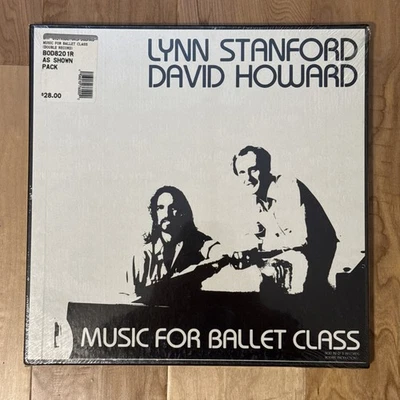 LYNN STANFORD
DAVID HOWARD
MUSIC FOR BALLET CLASS
(DOUBLE RECORD)
BOD8201R
AS SHOWN
PACK
$28.00
MUSIC FOR BALLET CLASS